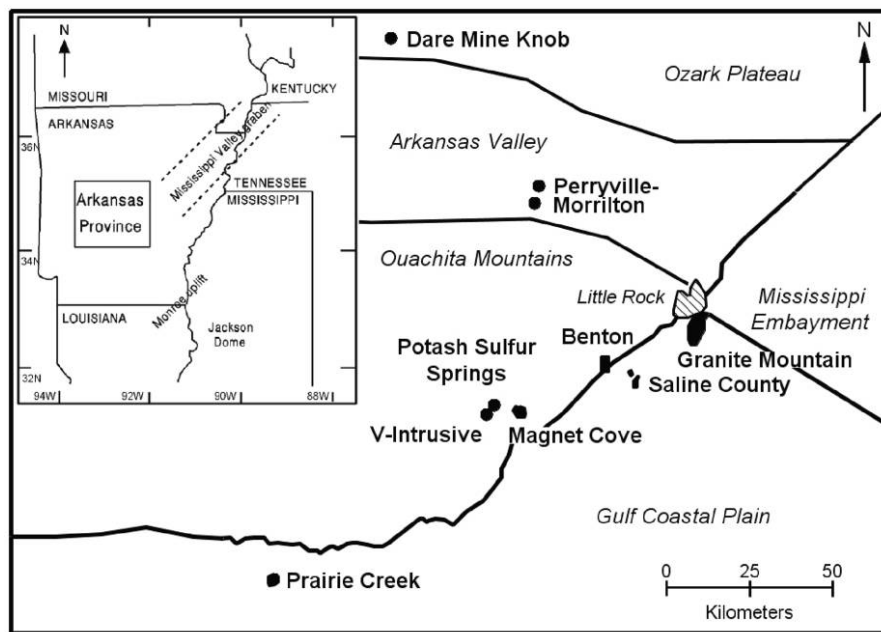 N
MISSOURI
ARKANSAS
KENTUCKY
36N
Mississippi Valley graben
TENNESSEE
MISSISSIPPI
Arkansas
Province
34N
Monroe uplift
LOUISIANA
Jackson
Dome
32N
94W
92W
90W
88W
Dare Mine Knob
Ozark Plateau
N
Arkansas Valley
Perryville-
Morrilton
Ouachita Mountains
Little Rock
Mississippi
Embayment
Benton
Granite Mountain
Saline County
Potash Sulfur
Springs
V-Intrusive
Magnet Cove
Gulf Coastal Plain
Prairie Creek
0
25
50
Kilometers